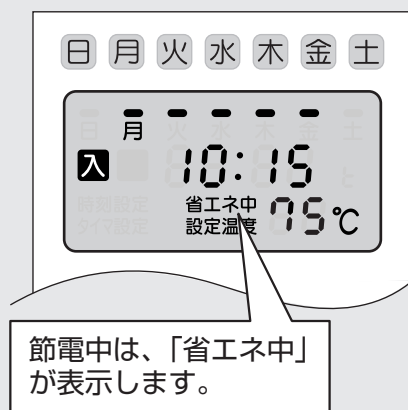 日 月 火 水 木 金 土
月
入 10:15
省エネ中
設定温度 75℃
節電中は、「省エネ中」
が表示します。